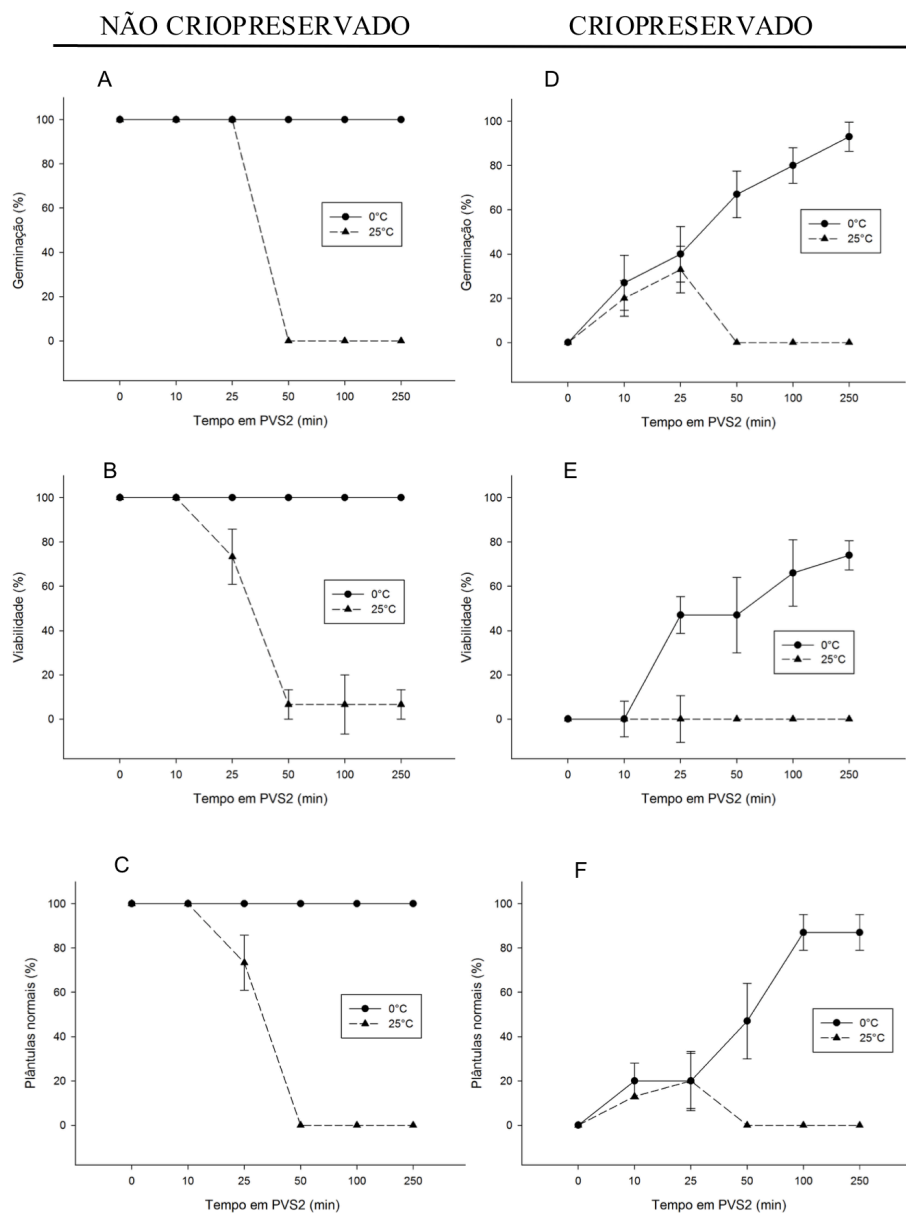 NÃO CRIOPRESERVADO
CRIOPRESERVADO
A
Germinação (%)
100
80
60
40
20
0
0°C
25°C
0 10 25 50 100 250
Tempo em PVS2 (min)
D
Germinação (%)
100
80
60
40
20
0
0°C
25°C
0 10 25 50 100 250
Tempo em PVS2 (min)
B
Viabilidade (%)
100
80
60
40
20
0
0°C
25°C
0 10 25 50 100 250
Tempo em PVS2 (min)
E
Viabilidade (%)
100
80
60
40
20
0
0°C
25°C
0 10 25 50 100 250
Tempo em PVS2 (min)
C
Plântulas normais (%)
100
80
60
40
20
0
0°C
25°C
0 10 25 50 100 250
Tempo em PVS2 (min)
F
Plântulas normais (%)
100
80
60
40
20
0
0°C
25°C
0 10 25 50 100 250
Tempo em PVS2 (min)